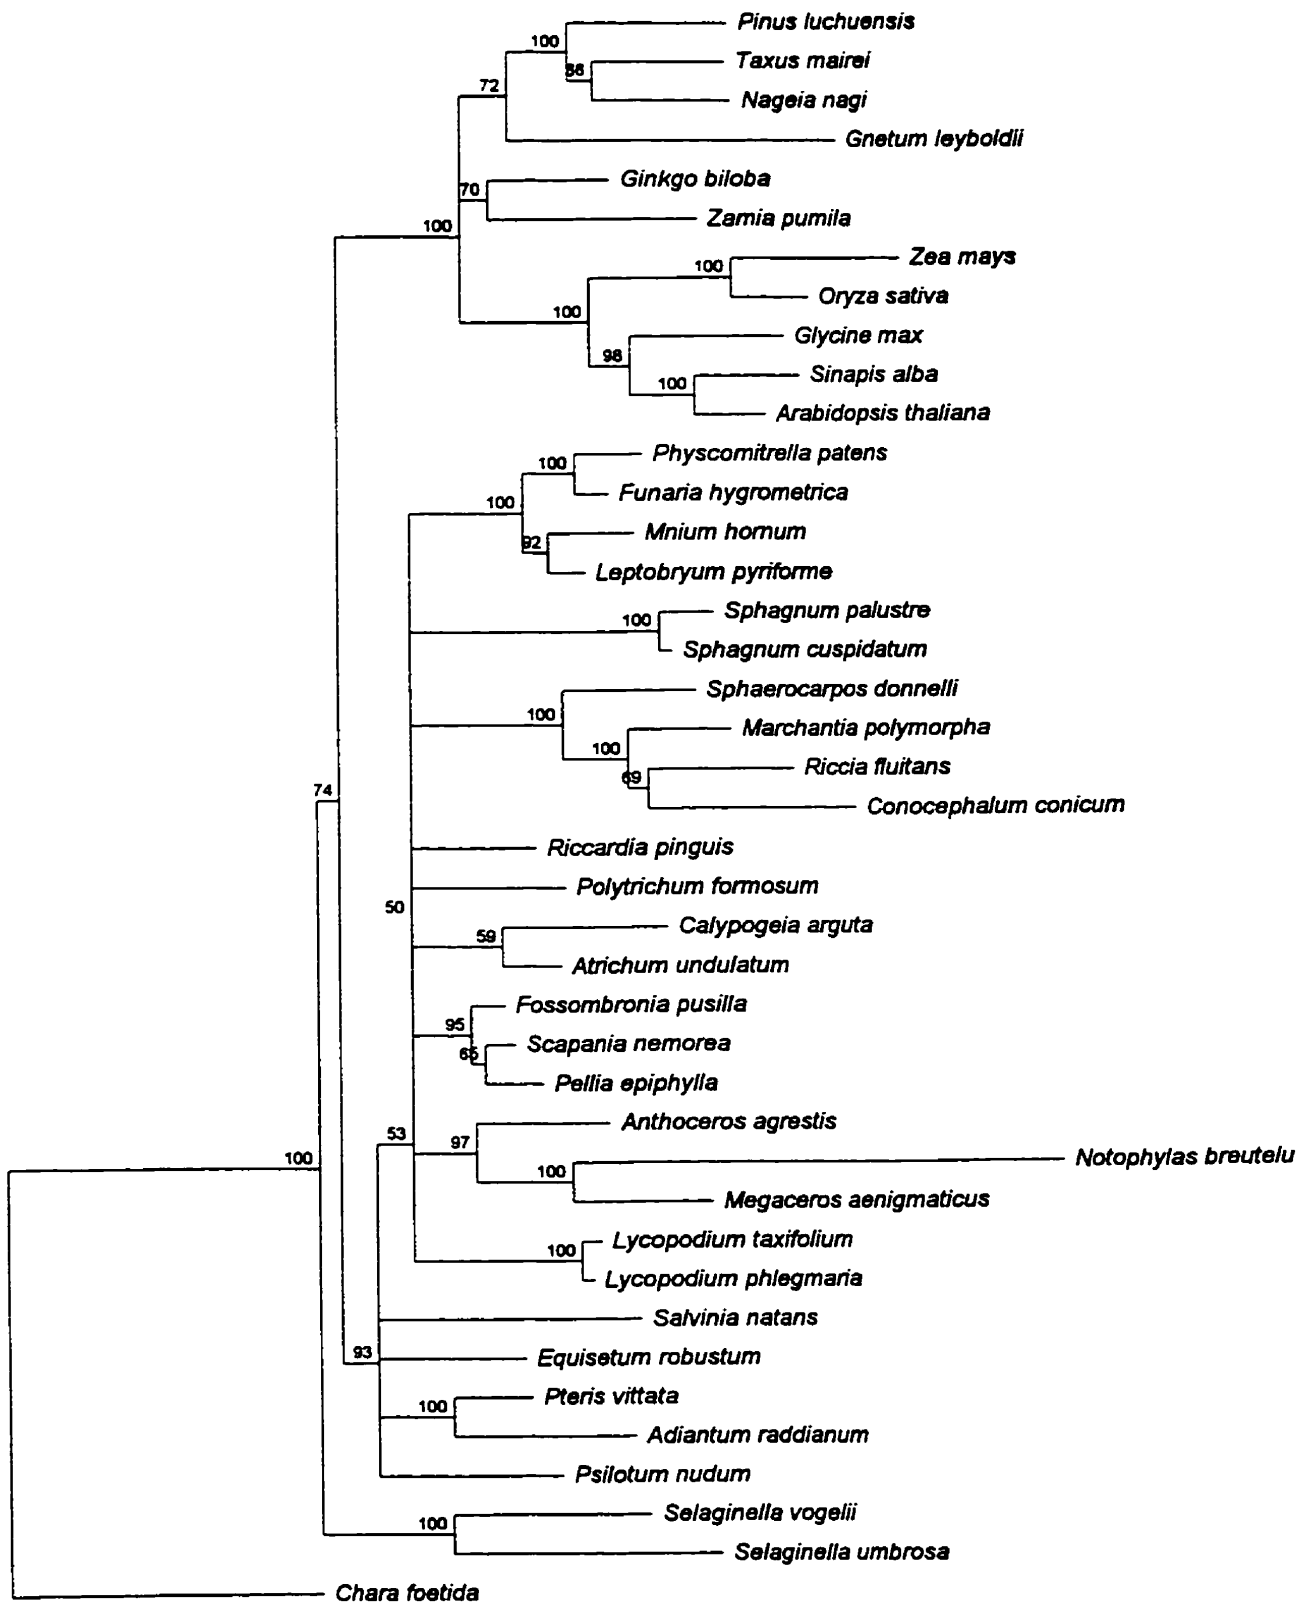 Pinus luchuensis
100
Taxus mairei
86
Nageia nagi
72
Gnetum leyboldii
Ginkgo biloba
70
Zamia pumila
100
Zea mays
100
Oryza sativa
100
Glycine max
98
Sinapis alba
100
Arabidopsis thaliana
Physcomitrella patens
100
Funaria hygrometrica
100
Mnium hornum
92
Leptobryum pyriforme
Sphagnum palustre
100
Sphagnum cuspidatum
Sphaerocarpos donnelli
100
Marchantia polymorpha
100
Riccia fluitans
69
Conocephalum conicum
74
Riccardia pinguis
Polytrichum formosum
50
Calypogeia arguta
59
Atrichum undulatum
Fossombronia pusilla
95
Scapania nemorea
65
Pellia epiphylla
Anthoceros agrestis
53
97
Notophylas breutelu
100
100
Megaceros aenigmaticus
Lycopodium taxifolium
100
Lycopodium phlegmaria
Salvinia natans
Equisetum robustum
93
Pteris vittata
100
Adiantum raddianum
Psilotum nudum
Selaginella vogelii
100
Selaginella umbrosa
Chara foetida